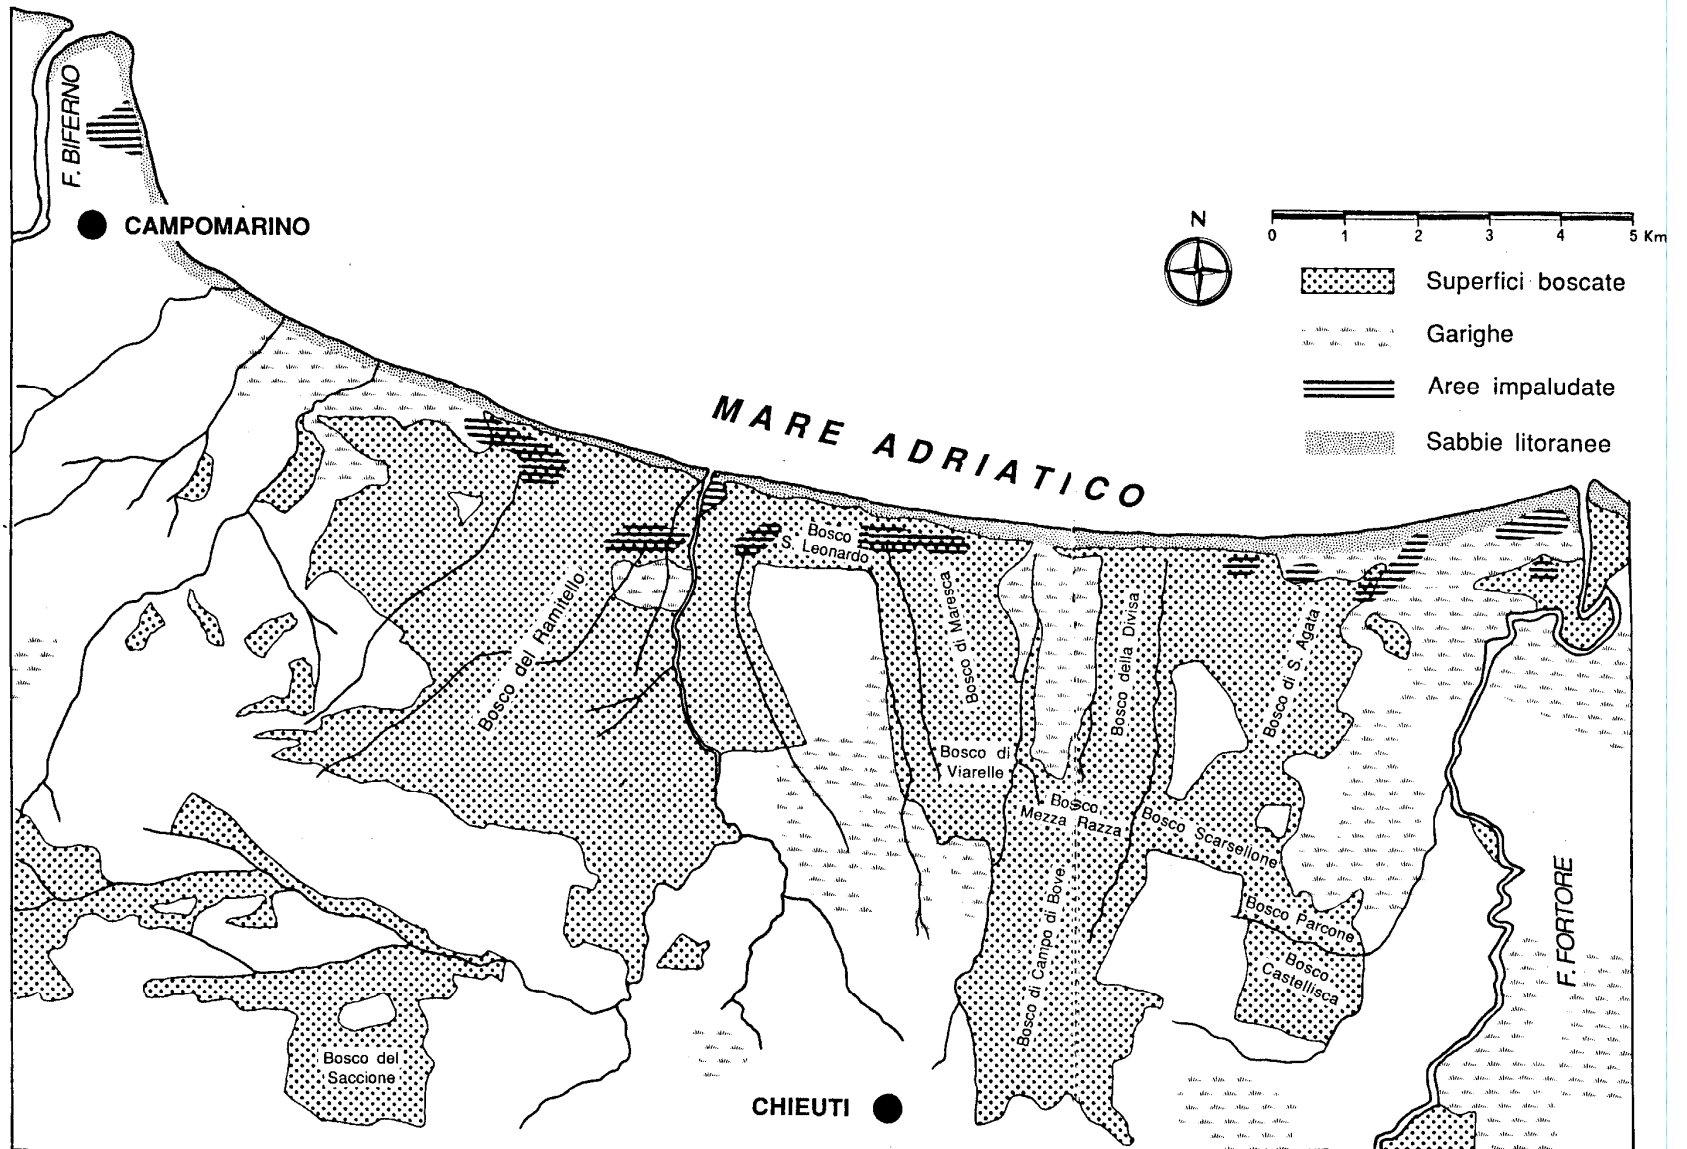 F. BIFERNO
CAMPOMARINO
N
0 1 2 3 4 5 Km
Superfici boscate
Garighe
Aree impaludate
Sabbie litoranee
MARE ADRIATICO
Bosco
S. Leonardo
Bosco del Ramitello
Bosco di Maresca
Bosco della Divisa
Bosco di S. Agata
Bosco di
Viarelle
Bosco
Mezza Razza
Bosco Scarsellone
Bosco di Campo di Bove
Bosco Parcone
Bosco
Castellisca
F. FORTORE
Bosco del
Saccione
CHIEUTI